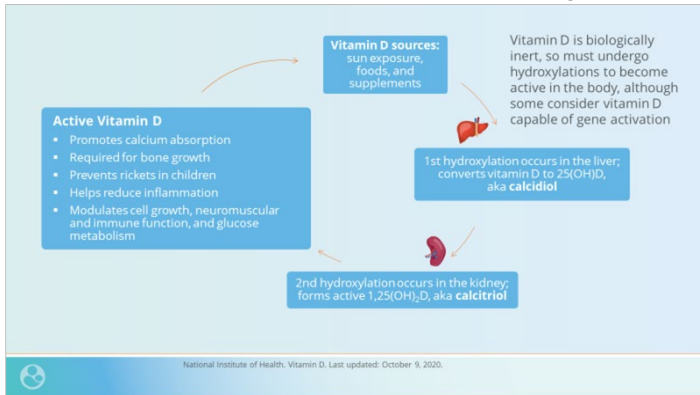 Vitamin D sources:
sun exposure,
foods, and
supplements
Vitamin D is biologically
inert, so must undergo
hydroxylations to become
active in the body, although
some consider vitamin D
capable of gene activation
1st hydroxylation occurs in the liver;
converts vitamin D to 25(OH)D,
aka calcidiol
2nd hydroxylation occurs in the kidney;
forms active 1,25(OH)₂D, aka calcitriol
Active Vitamin D
▪ Promotes calcium absorption
▪ Required for bone growth
▪ Prevents rickets in children
▪ Helps reduce inflammation
▪ Modulates cell growth, neuromuscular
and immune function, and glucose
metabolism
National Institute of Health. Vitamin D. Last updated: October 9, 2020.